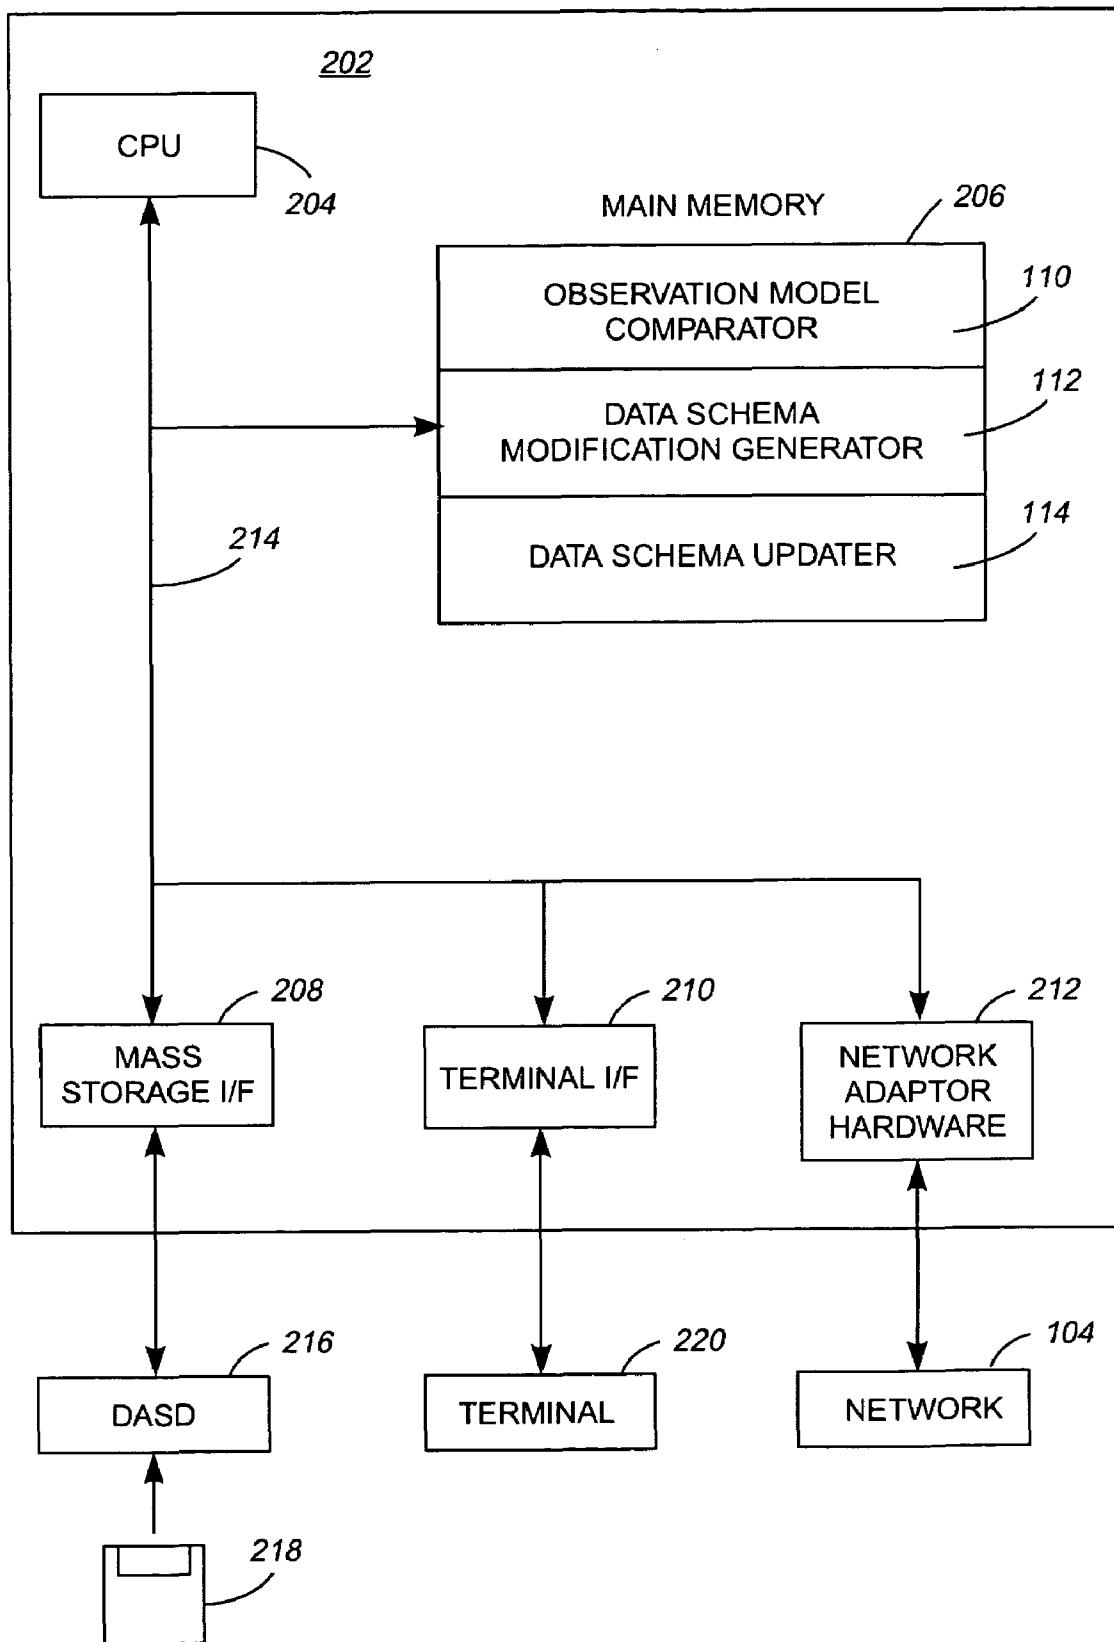 202
CPU
204
MAIN MEMORY
206
OBSERVATION MODEL
COMPARATOR
110
DATA SCHEMA
MODIFICATION GENERATOR
112
DATA SCHEMA UPDATER
114
214
208
MASS
STORAGE I/F
210
TERMINAL I/F
212
NETWORK
ADAPTOR
HARDWARE
216
DASD
220
TERMINAL
104
NETWORK
218